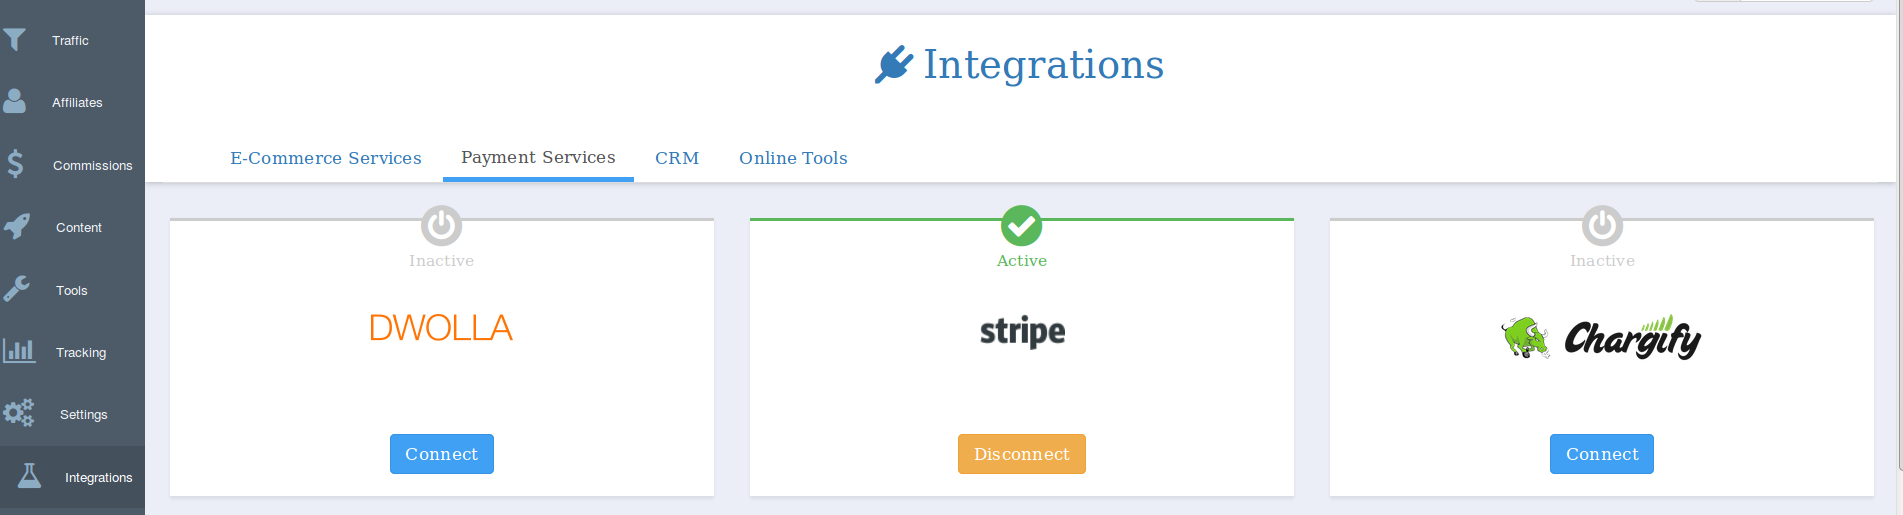 Traffic
Affiliates
Commissions
Content
Tools
Tracking
Settings
Integrations
Integrations
E-Commerce Services
Payment Services
CRM
Online Tools
Inactive
DWOLLA
Connect
Active
stripe
Disconnect
Inactive
Chargify
Connect